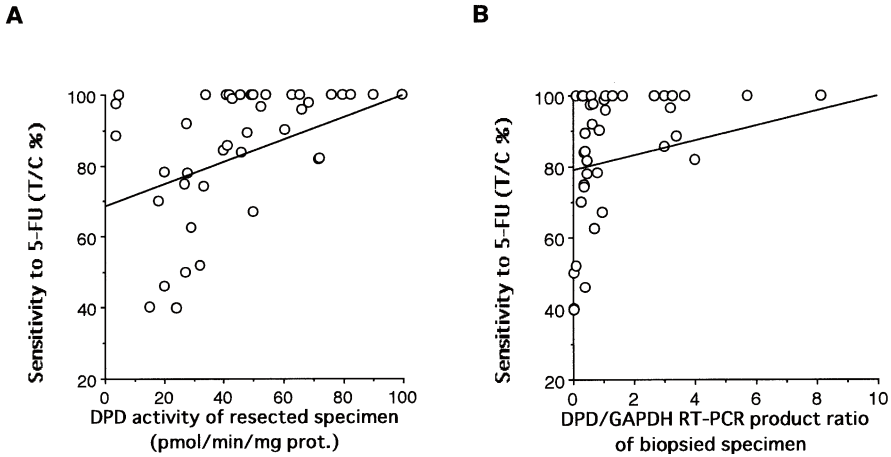 A
B
Sensitivity to 5-FU (T/C %)
100
80
60
40
20
0 20 40 60 80 100
DPD activity of resected specimen
(pmol/min/mg prot.)
Sensitivity to 5-FU (T/C %)
100
80
60
40
20
0 2 4 6 8 10
DPD/GAPDH RT-PCR product ratio
of biopsied specimen